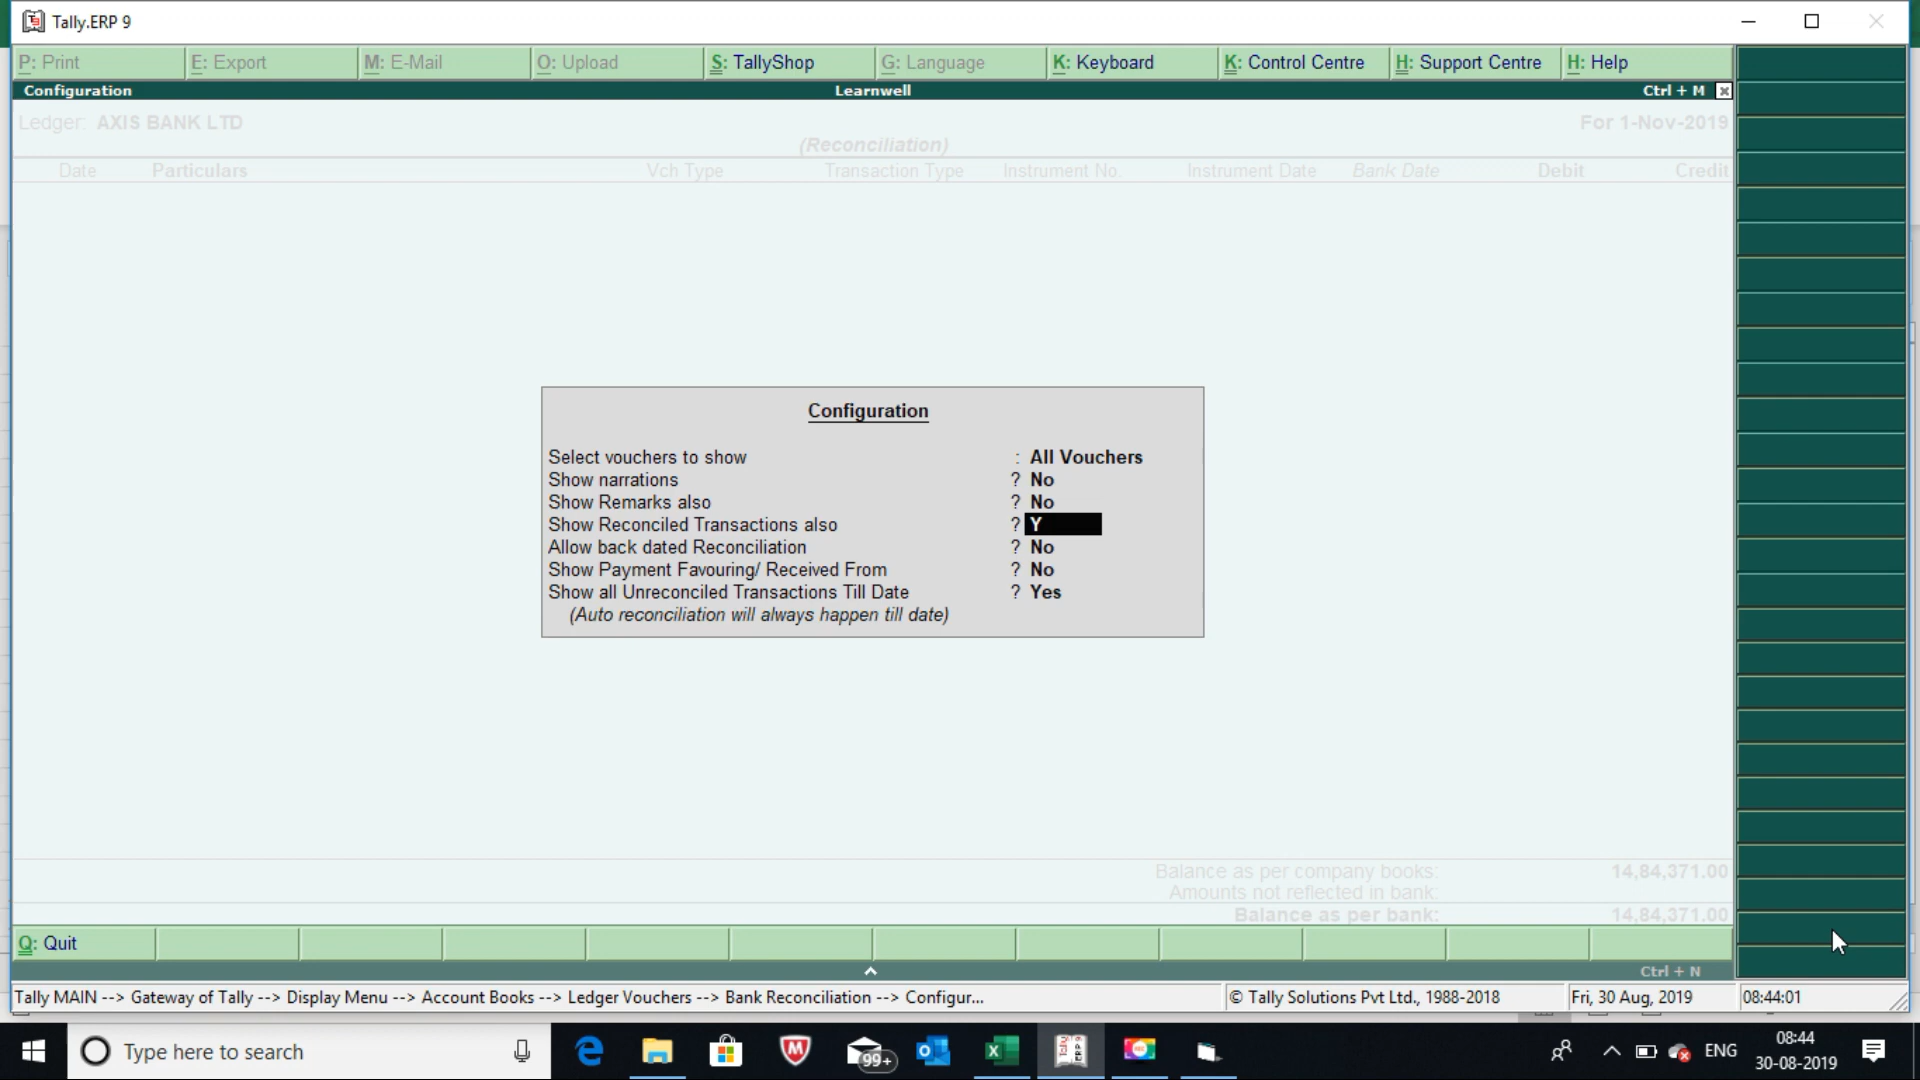 Tally.ERP 9
P: Print E: Export M: E-Mail O: Upload S: TallyShop G: Language K: Keyboard K: Control Centre H: Support Centre H: Help
Configuration Learnwell Ctrl + M
Ledger: AXIS BANK LTD For 1-Nov-2019
(Reconciliation)
Date Particulars Vch Type Transaction Type Instrument No. Instrument Date Bank Date Debit Credit
Configuration
Select vouchers to show : All Vouchers
Show narrations ? No
Show Remarks also ? No
Show Reconciled Transactions also ? Y
Allow back dated Reconciliation ? No
Show Payment Favouring/ Received From ? No
Show all Unreconciled Transactions Till Date ? Yes
(Auto reconciliation will always happen till date)
Balance as per company books: 14,84,371.00
Amounts not reflected in bank:
Balance as per bank: 14,84,371.00
Q: Quit
Ctrl + N
Tally MAIN --> Gateway of Tally --> Display Menu --> Account Books --> Ledger Vouchers --> Bank Reconciliation --> Configur... © Tally Solutions Pvt Ltd., 1988-2018 Fri, 30 Aug, 2019 08:44:01
Type here to search 99+ ENG 08:44
30-08-2019